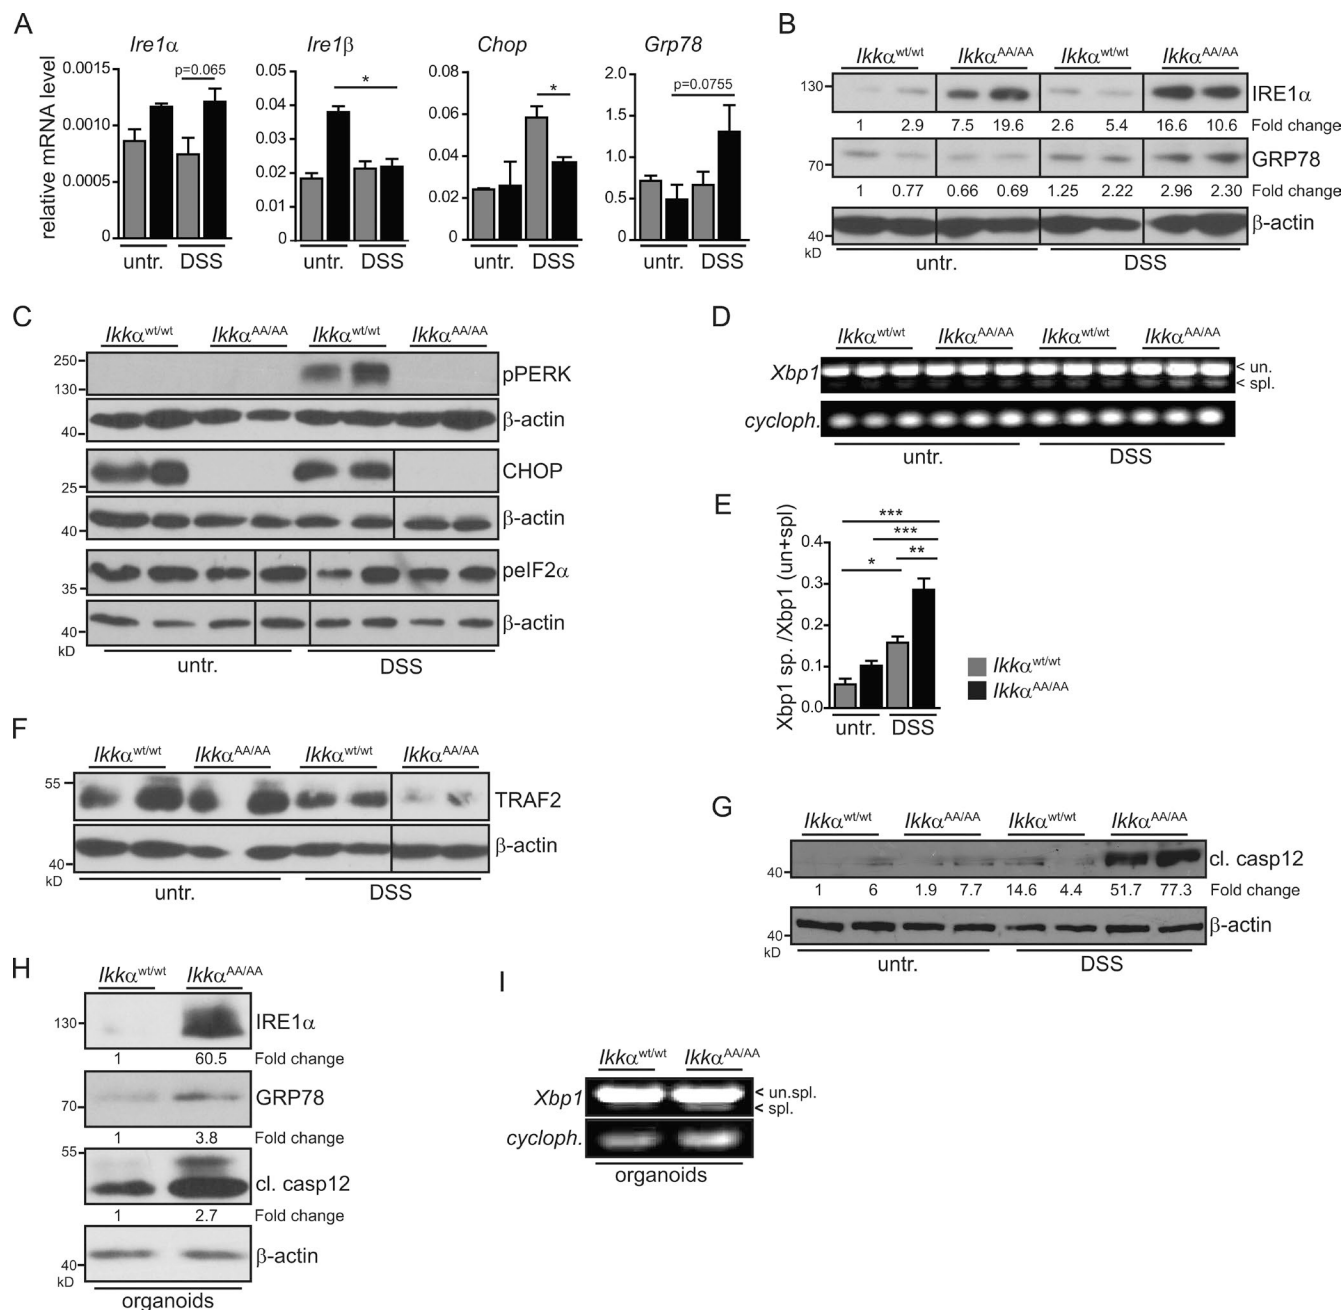 A
relative mRNA level
Ire1α
0.0015
0.0010
0.0005
0
p=0.065
untr. DSS
Ire1β
0.05
0.04
0.03
0.02
0.01
0
*
untr. DSS
Chop
0.08
0.06
0.04
0.02
0
*
untr. DSS
Grp78
2.0
1.5
1.0
0.5
0
p=0.0755
untr. DSS
B
Ikkα^wt/wt Ikkα^AA/AA Ikkα^wt/wt Ikkα^AA/AA
130 IRE1α
1 2.9 7.5 19.6 2.6 5.4 16.6 10.6 Fold change
70 GRP78
1 0.77 0.66 0.69 1.25 2.22 2.96 2.30 Fold change
40 β-actin
kD
untr. DSS
C
Ikkα^wt/wt Ikkα^AA/AA Ikkα^wt/wt Ikkα^AA/AA
250
130
pPERK
40 β-actin
25 CHOP
40 β-actin
35 peIF2α
40 β-actin
kD
untr. DSS
D
Ikkα^wt/wt Ikkα^AA/AA Ikkα^wt/wt Ikkα^AA/AA
Xbp1 < un.
< spl.
cycloph.
untr. DSS
E
Xbp1 sp. /Xbp1 (un+spl)
0.4
0.3
0.2
0.1
0.0
***
***
* **
untr. DSS
Ikkα^wt/wt
Ikkα^AA/AA
F
Ikkα^wt/wt Ikkα^AA/AA Ikkα^wt/wt Ikkα^AA/AA
55 TRAF2
40 β-actin
kD
untr. DSS
G
Ikkα^wt/wt Ikkα^AA/AA Ikkα^wt/wt Ikkα^AA/AA
40 cl. casp12
1 6 1.9 7.7 14.6 4.4 51.7 77.3 Fold change
40 β-actin
kD
untr. DSS
H
Ikkα^wt/wt Ikkα^AA/AA
130 IRE1α
1 60.5 Fold change
70 GRP78
1 3.8 Fold change
55 cl. casp12
1 2.7 Fold change
40 β-actin
kD
organoids
I
Ikkα^wt/wt Ikkα^AA/AA
Xbp1 < un.spl.
< spl.
cycloph.
organoids